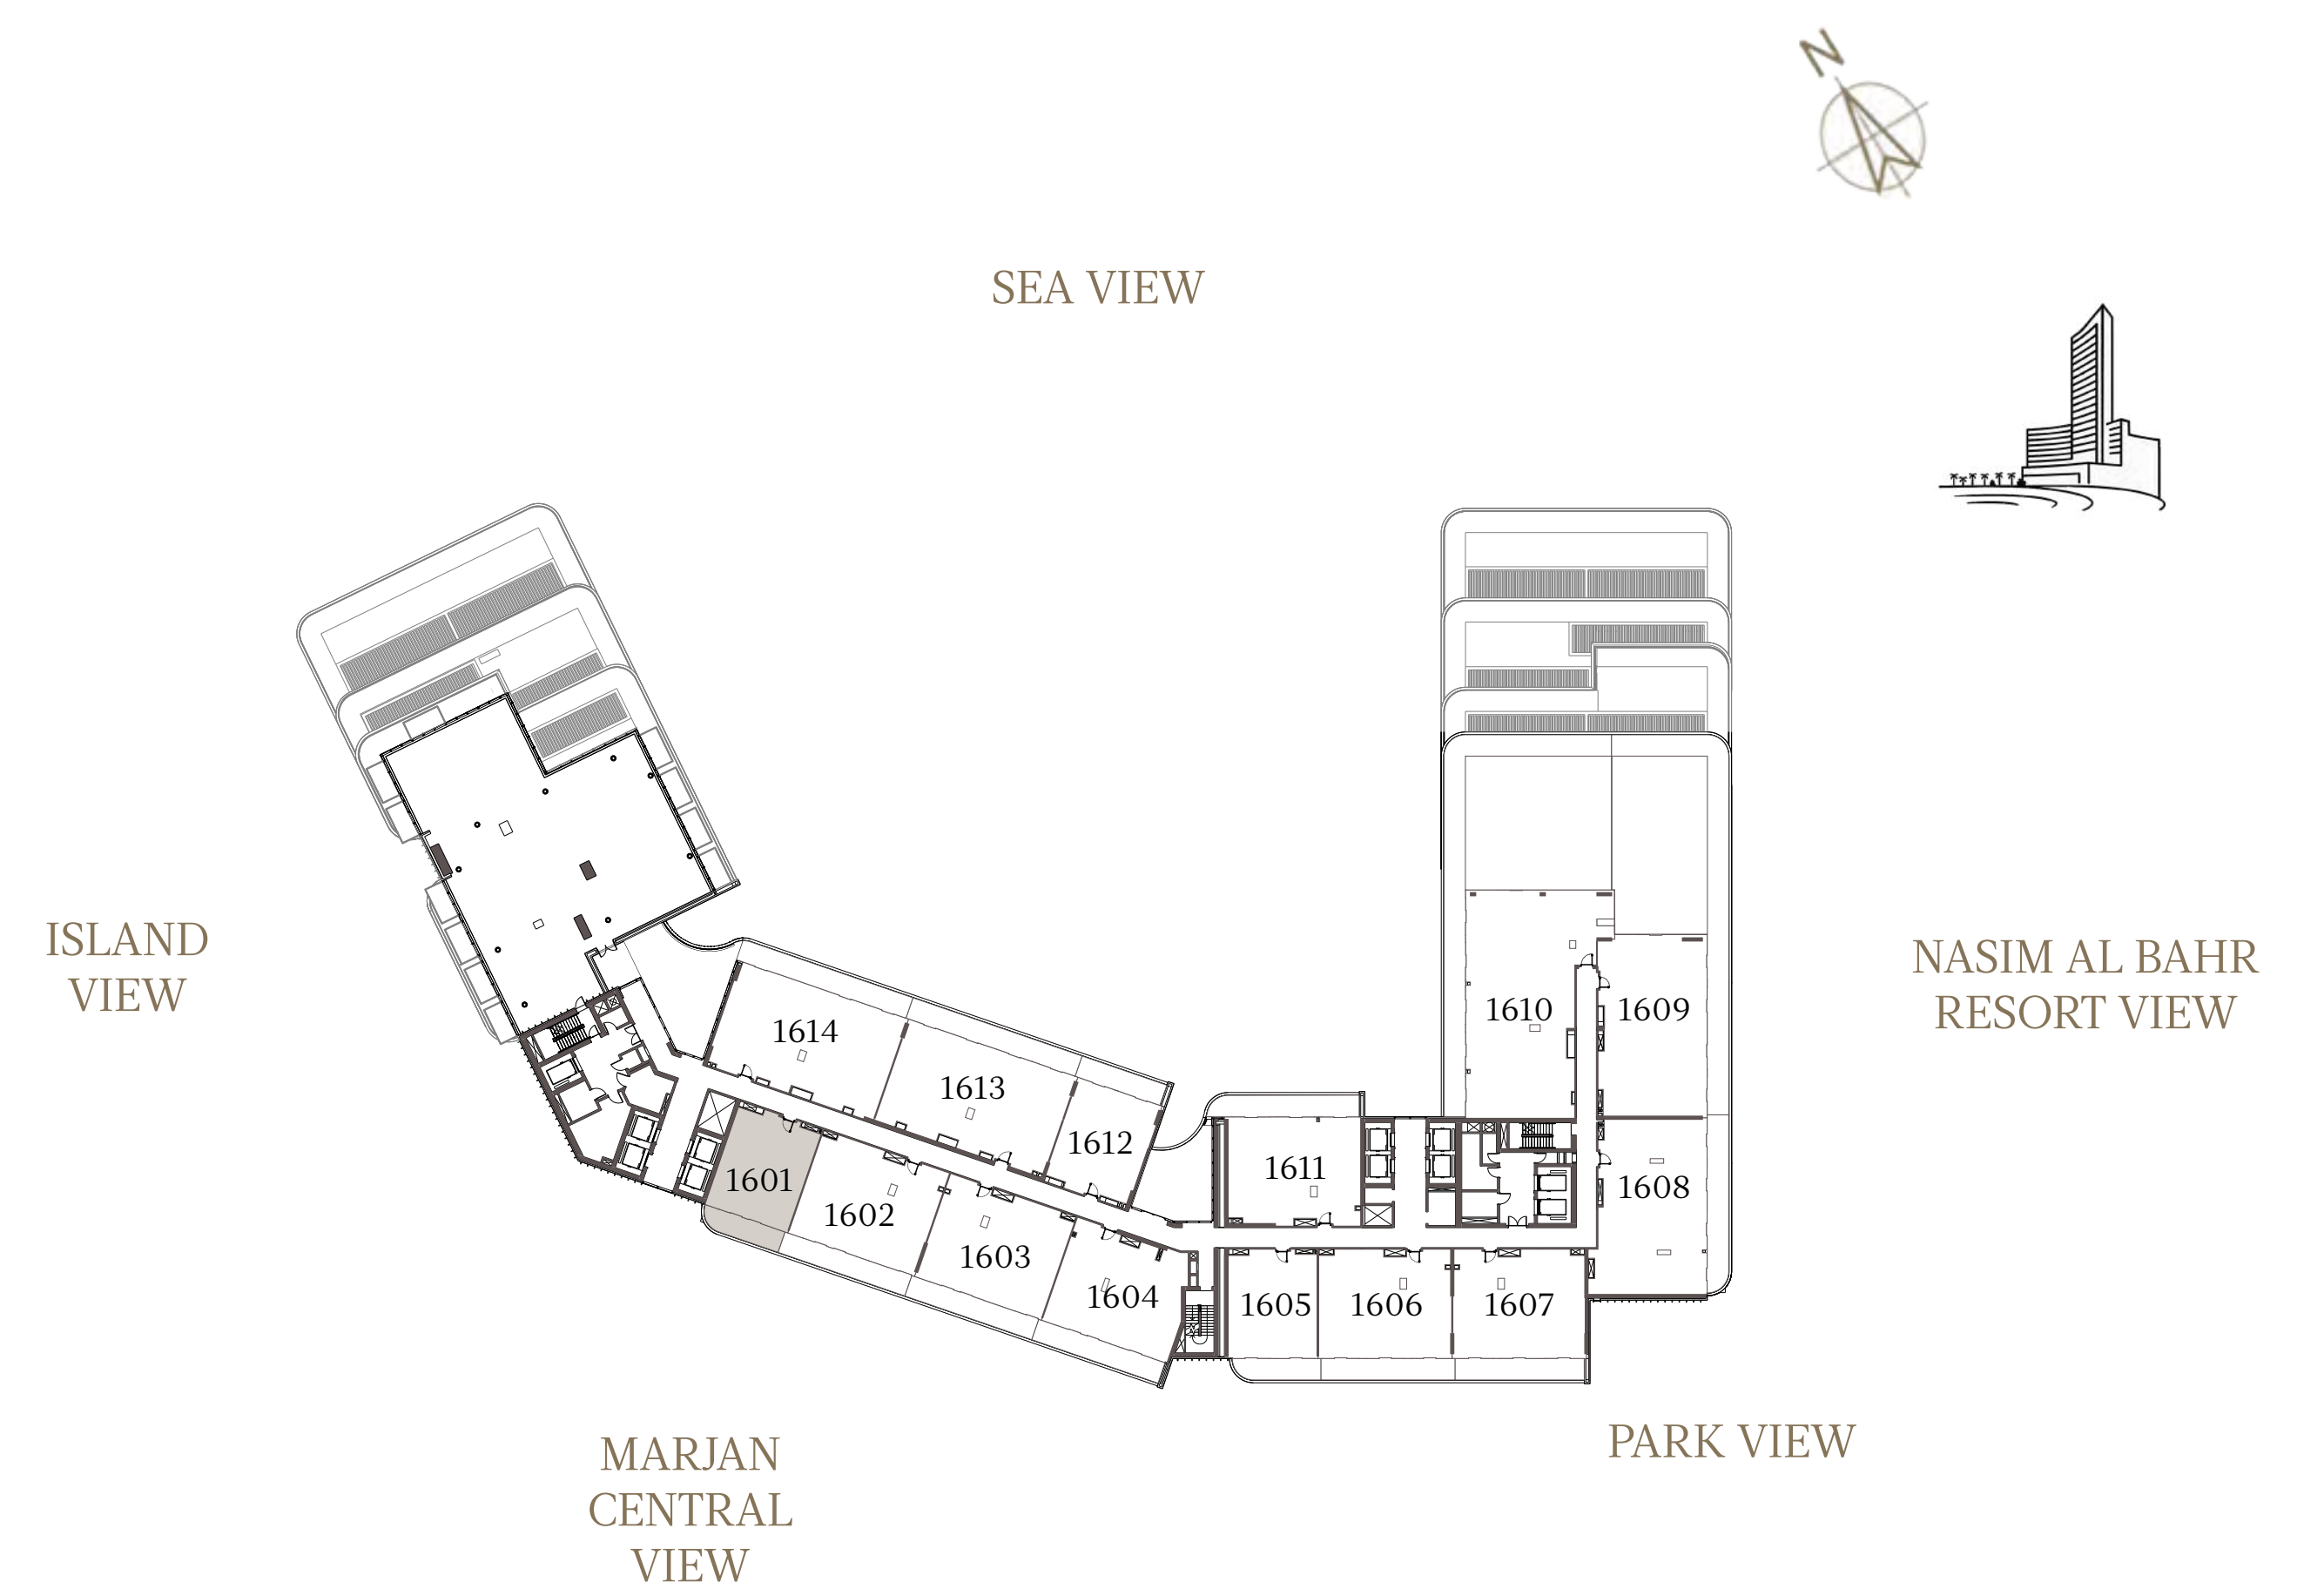 N
SEA VIEW
ISLAND
VIEW
NASIM AL BAHR
RESORT VIEW
1614
1613
1612
1611
1610
1609
1608
1601
1602
1603
1604
1605
1606
1607
MARJAN
CENTRAL
VIEW
PARK VIEW